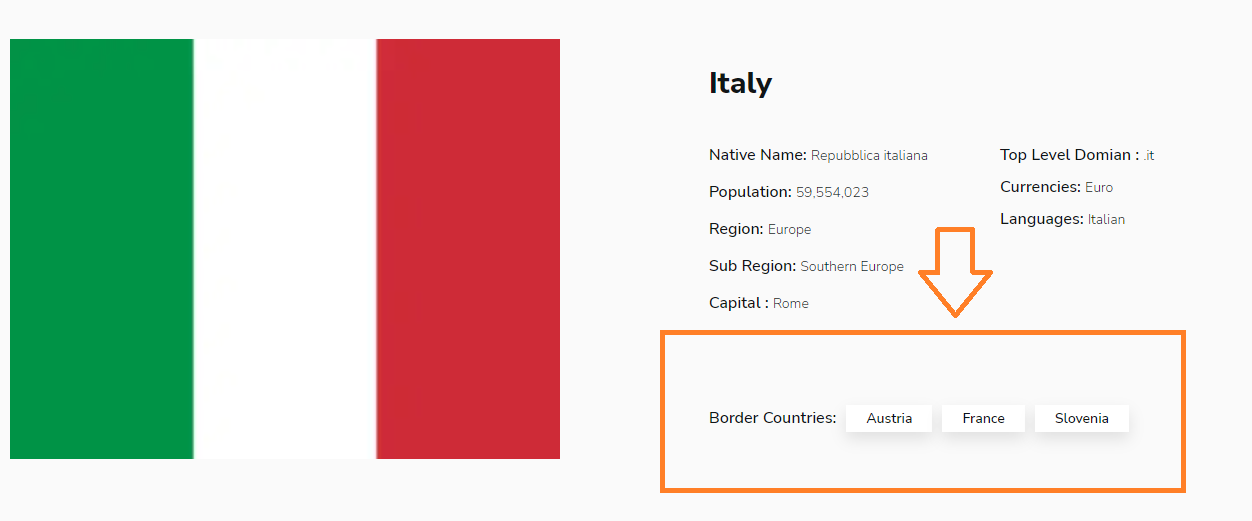 Italy
Native Name: Repubblica italiana
Population: 59,554,023
Region: Europe
Sub Region: Southern Europe
Capital : Rome
Top Level Domian : .it
Currencies: Euro
Languages: Italian
Border Countries: Austria France Slovenia